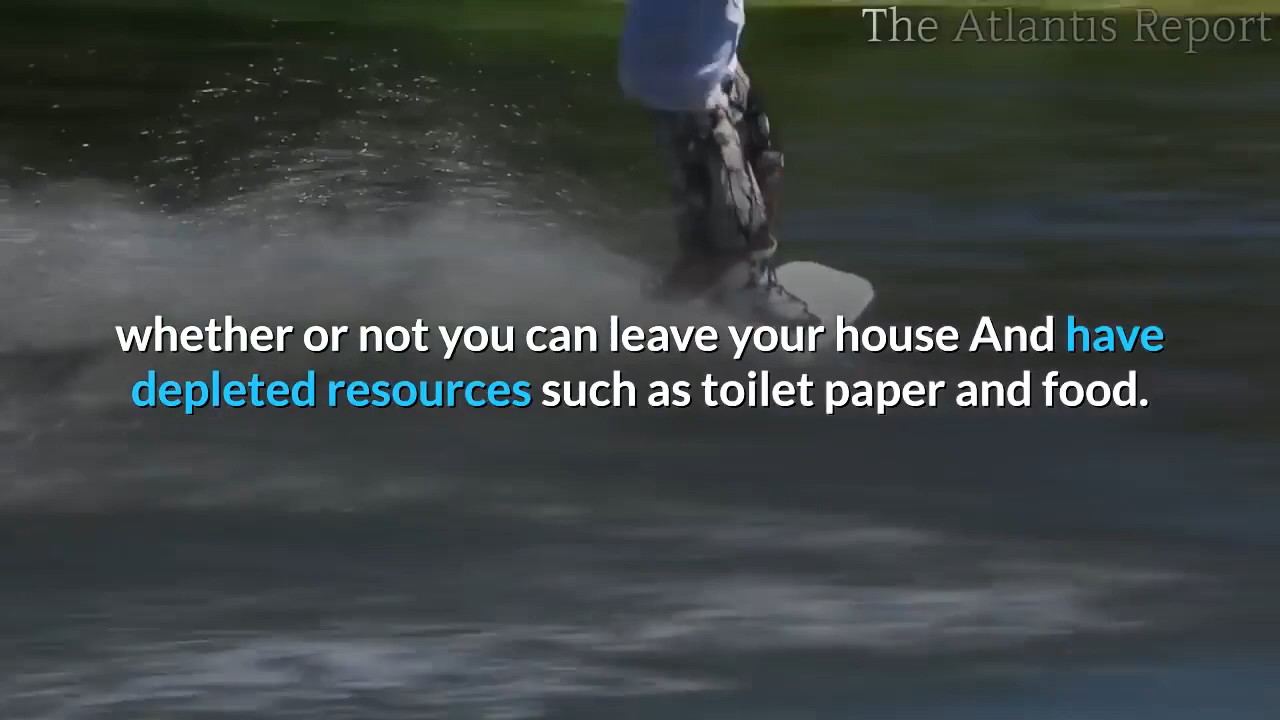 The Atlantis Report
whether or not you can leave your house And have
depleted resources such as toilet paper and food.